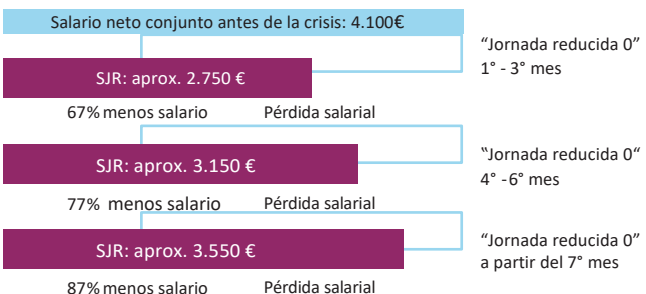 Salario neto conjunto antes de la crisis: 4.100€
“Jornada reducida 0”
1° - 3° mes
SJR: aprox. 2.750 €
67% menos salario Pérdida salarial
“Jornada reducida 0“
4° -6° mes
SJR: aprox. 3.150 €
77% menos salario Pérdida salarial
“Jornada reducida 0”
a partir del 7° mes
SJR: aprox. 3.550 €
87% menos salario Pérdida salarial